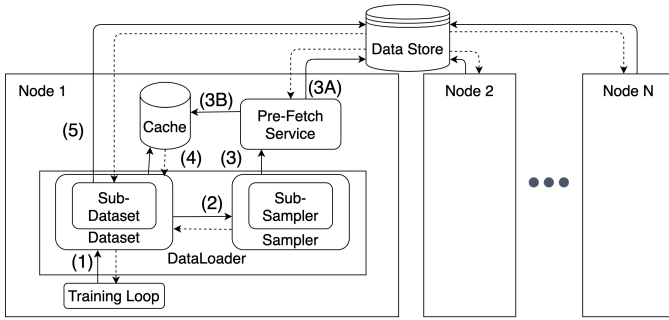 Data Store
Node 1
Node 2
Node N
(3A)
(3B)
Cache
Pre-Fetch
Service
(5)
(4)
(3)
Sub-
Dataset
Dataset
(2)
Sub-
Sampler
Sampler
(1)
DataLoader
Training Loop